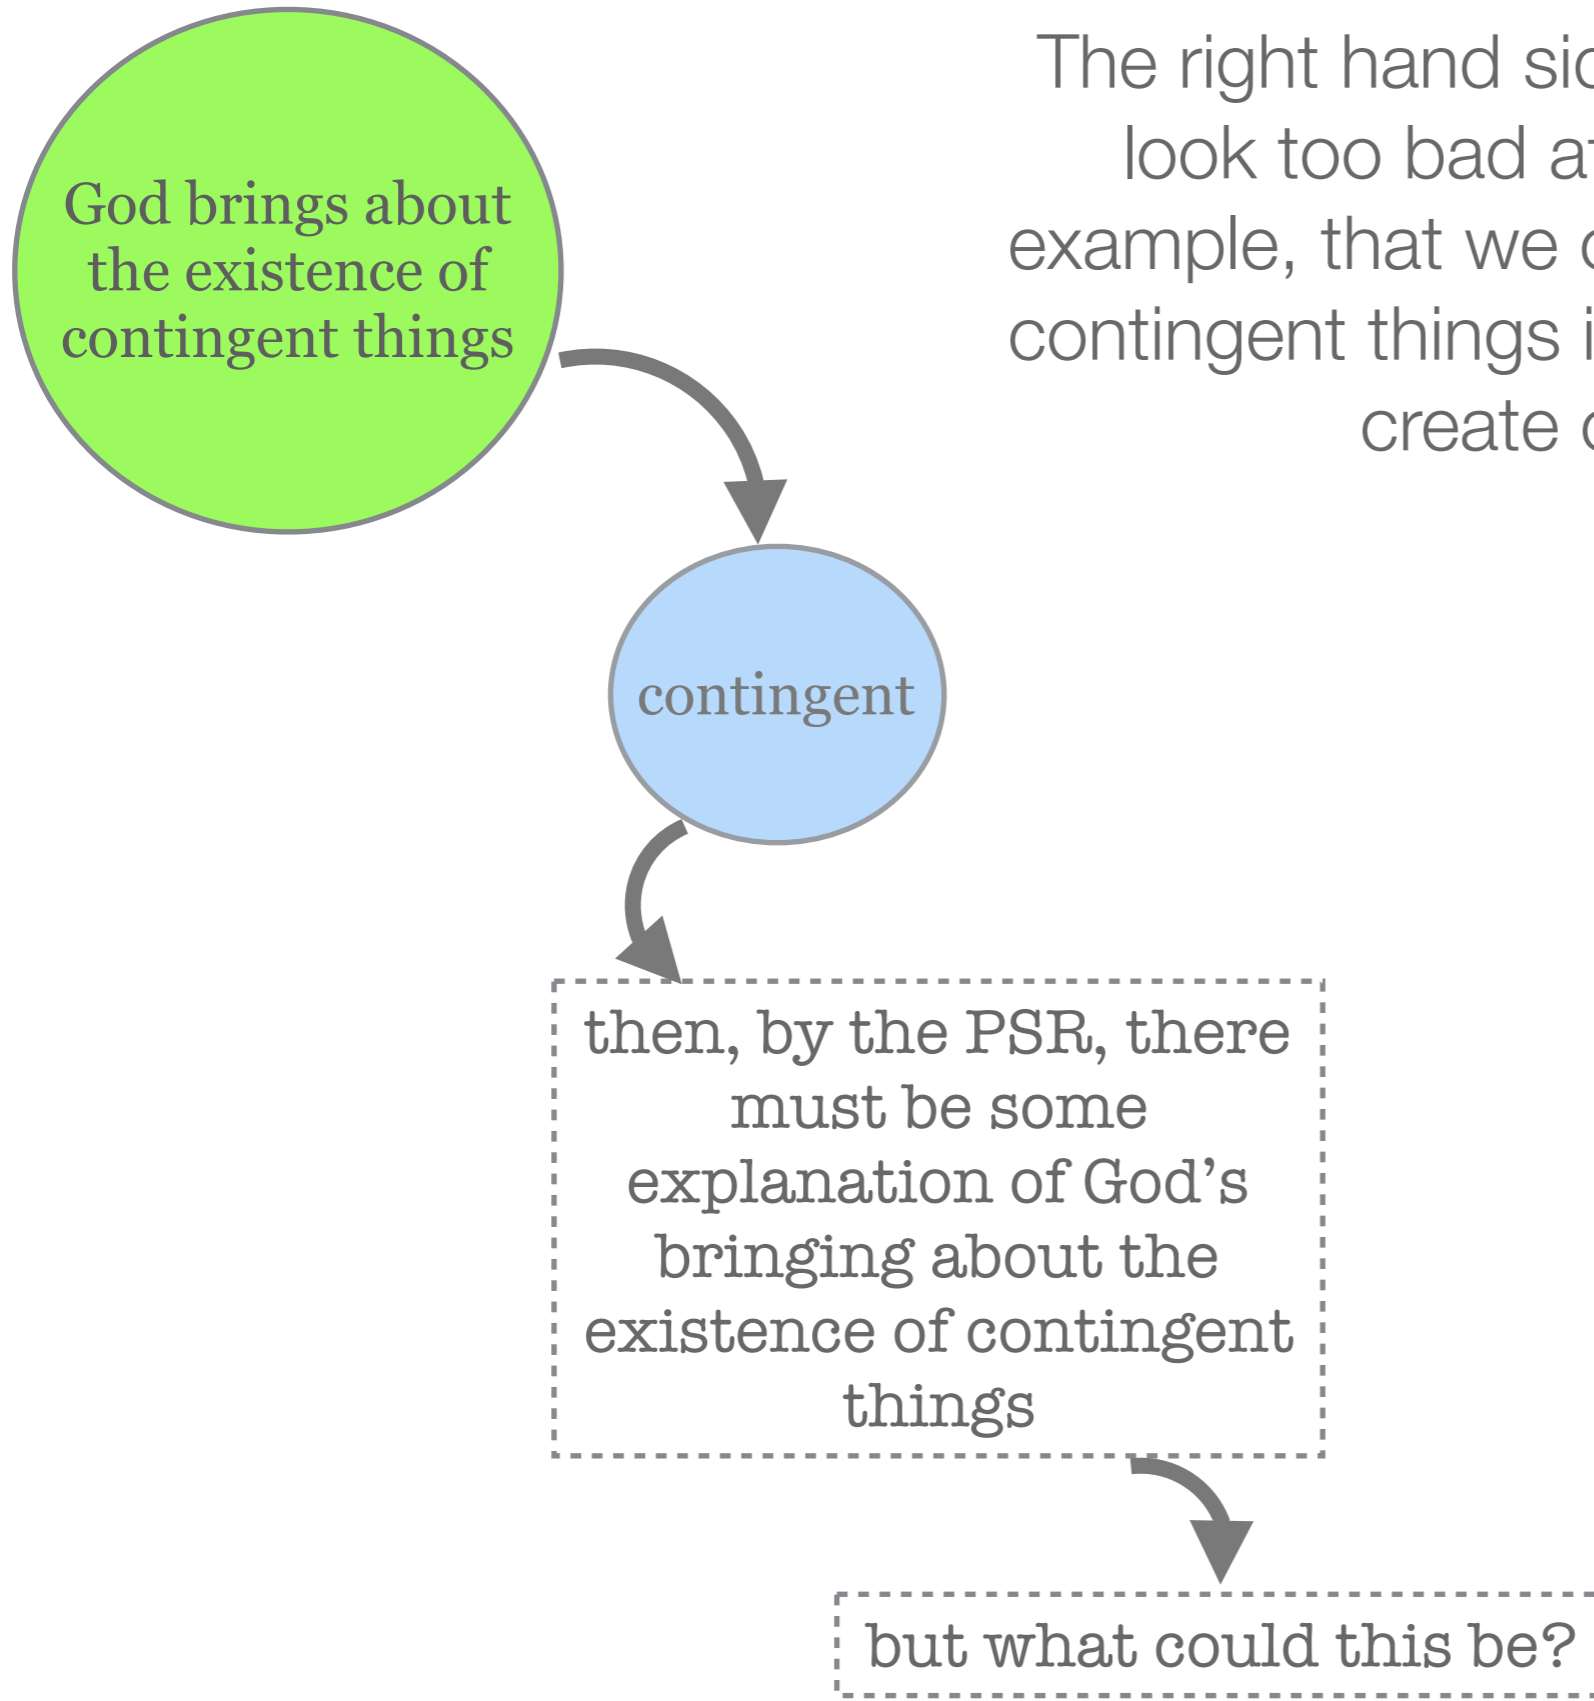 The right hand
look too bad
example, that we
contingent things
create
God brings about
the existence of
contingent things
contingent
then, by the PSR, there
must be some
explanation of God's
bringing about the
existence of contingent
things
but what could this be?